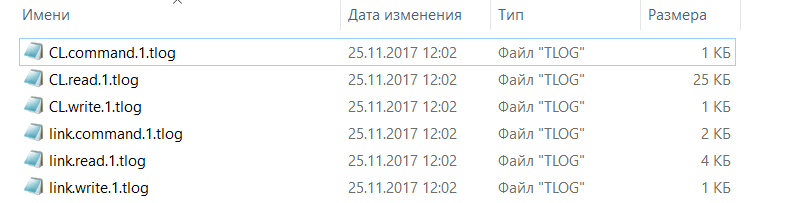 Имени Дата изменения Тип Размера
CL.command.1.tlog 25.11.2017 12:02 Файл "TLOG" 1 КБ
CL.read.1.tlog 25.11.2017 12:02 Файл "TLOG" 25 КБ
CL.write.1.tlog 25.11.2017 12:02 Файл "TLOG" 1 КБ
link.command.1.tlog 25.11.2017 12:02 Файл "TLOG" 2 КБ
link.read.1.tlog 25.11.2017 12:02 Файл "TLOG" 4 КБ
link.write.1.tlog 25.11.2017 12:02 Файл "TLOG" 1 КБ